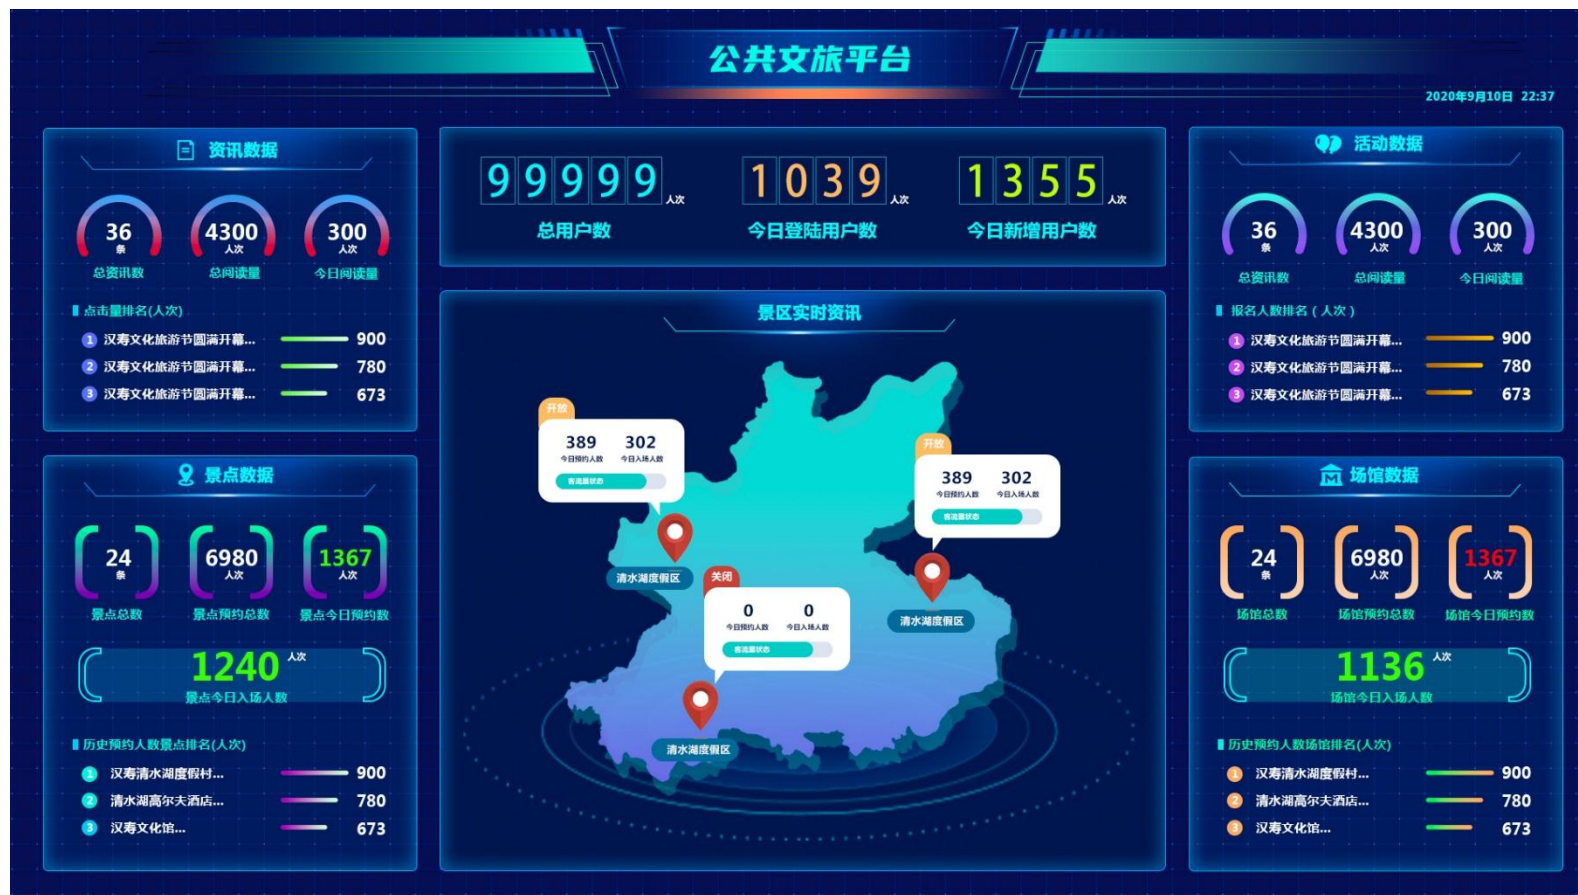 公共文旅平台
2020年9月10日 22:37
资讯数据
36
条
总资讯数
4300
人次
总阅读量
300
人次
今日阅读量
点击量排名(人次)
1 汉寿文化旅游节圆满开幕... 900
2 汉寿文化旅游节圆满开幕... 780
3 汉寿文化旅游节圆满开幕... 673
景点数据
24
条
景点总数
6980
人次
景点预约总数
1367
人次
景点今日预约数
1240 人次
景点今日入场人数
历史预约人数景点排名(人次)
1 汉寿清水湖度假村... 900
2 清水湖高尔夫酒店... 780
3 汉寿文化馆... 673
99999 人次
总用户数
1039 人次
今日登陆用户数
1355 人次
今日新增用户数
景区实时资讯
开放
389 302
今日预约人数 今日入场人数
客流量状态
清水湖度假区
开放
389 302
今日预约人数 今日入场人数
客流量状态
清水湖度假区
关闭
0 0
今日预约人数 今日入场人数
客流量状态
清水湖度假区
活动数据
36
条
总资讯数
4300
人次
总阅读量
300
人次
今日阅读量
报名人数排名 ( 人次 )
1 汉寿文化旅游节圆满开幕... 900
2 汉寿文化旅游节圆满开幕... 780
3 汉寿文化旅游节圆满开幕... 673
场馆数据
24
条
场馆总数
6980
人次
场馆预约总数
1367
人次
场馆今日预约数
1136 人次
场馆今日入场人数
历史预约人数场馆排名(人次)
1 汉寿清水湖度假村... 900
2 清水湖高尔夫酒店... 780
3 汉寿文化馆... 673